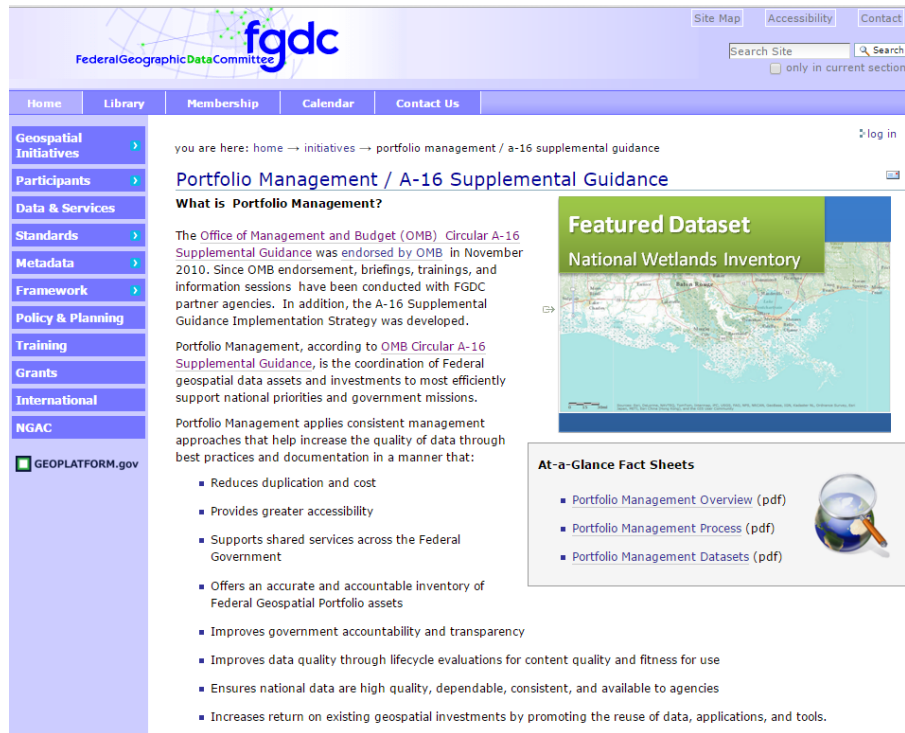 Site Map
Accessibility
Contact
fgdc
FederalGeographicDataCommittee
Search Site
Search
only in current section
Home
Library
Membership
Calendar
Contact Us
log in
Geospatial
Initiatives
Participants
Data & Services
Standards
Metadata
Framework
Policy & Planning
Training
Grants
International
NGAC
GEOPLATFORM.gov
you are here: home → initiatives → portfolio management / a-16 supplemental guidance
Portfolio Management / A-16 Supplemental Guidance
What is Portfolio Management?
The Office of Management and Budget (OMB) Circular A-16
Supplemental Guidance was endorsed by OMB in November
2010. Since OMB endorsement, briefings, trainings, and
information sessions have been conducted with FGDC
partner agencies. In addition, the A-16 Supplemental
Guidance Implementation Strategy was developed.
Portfolio Management, according to OMB Circular A-16
Supplemental Guidance, is the coordination of Federal
geospatial data assets and investments to most efficiently
support national priorities and government missions.
Portfolio Management applies consistent management
approaches that help increase the quality of data through
best practices and documentation in a manner that:
Reduces duplication and cost
Provides greater accessibility
Supports shared services across the Federal
Government
Offers an accurate and accountable inventory of
Federal Geospatial Portfolio assets
Improves government accountability and transparency
Improves data quality through lifecycle evaluations for content quality and fitness for use
Ensures national data are high quality, dependable, consistent, and available to agencies
Increases return on existing geospatial investments by promoting the reuse of data, applications, and tools.
Featured Dataset
National Wetlands Inventory
Baton Rouge
At-a-Glance Fact Sheets
Portfolio Management Overview (pdf)
Portfolio Management Process (pdf)
Portfolio Management Datasets (pdf)